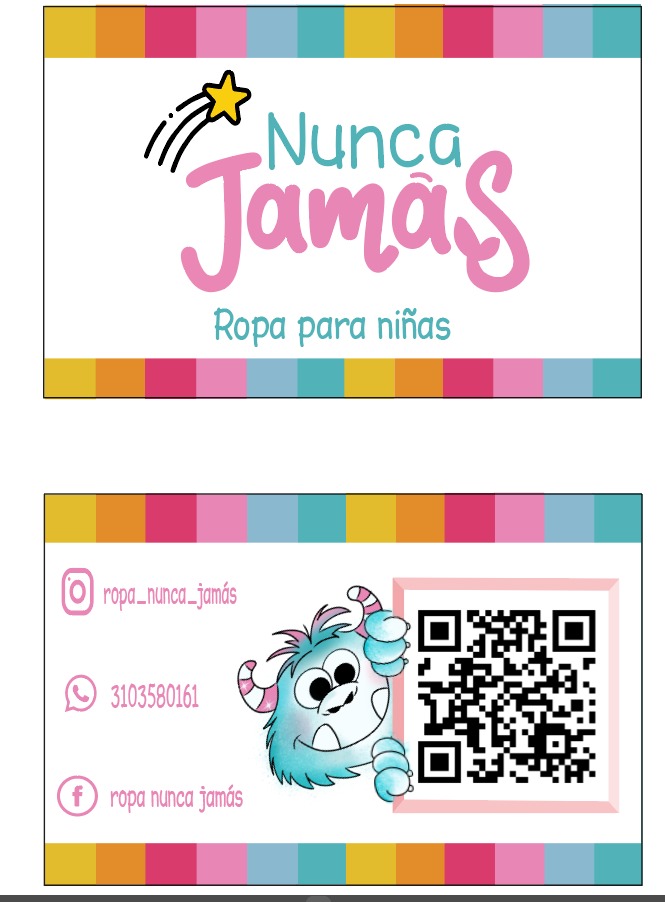 Nunca
Jamás
Ropa para niñas
ropa_nunca_jamás
3103580161
ropa nunca jamás